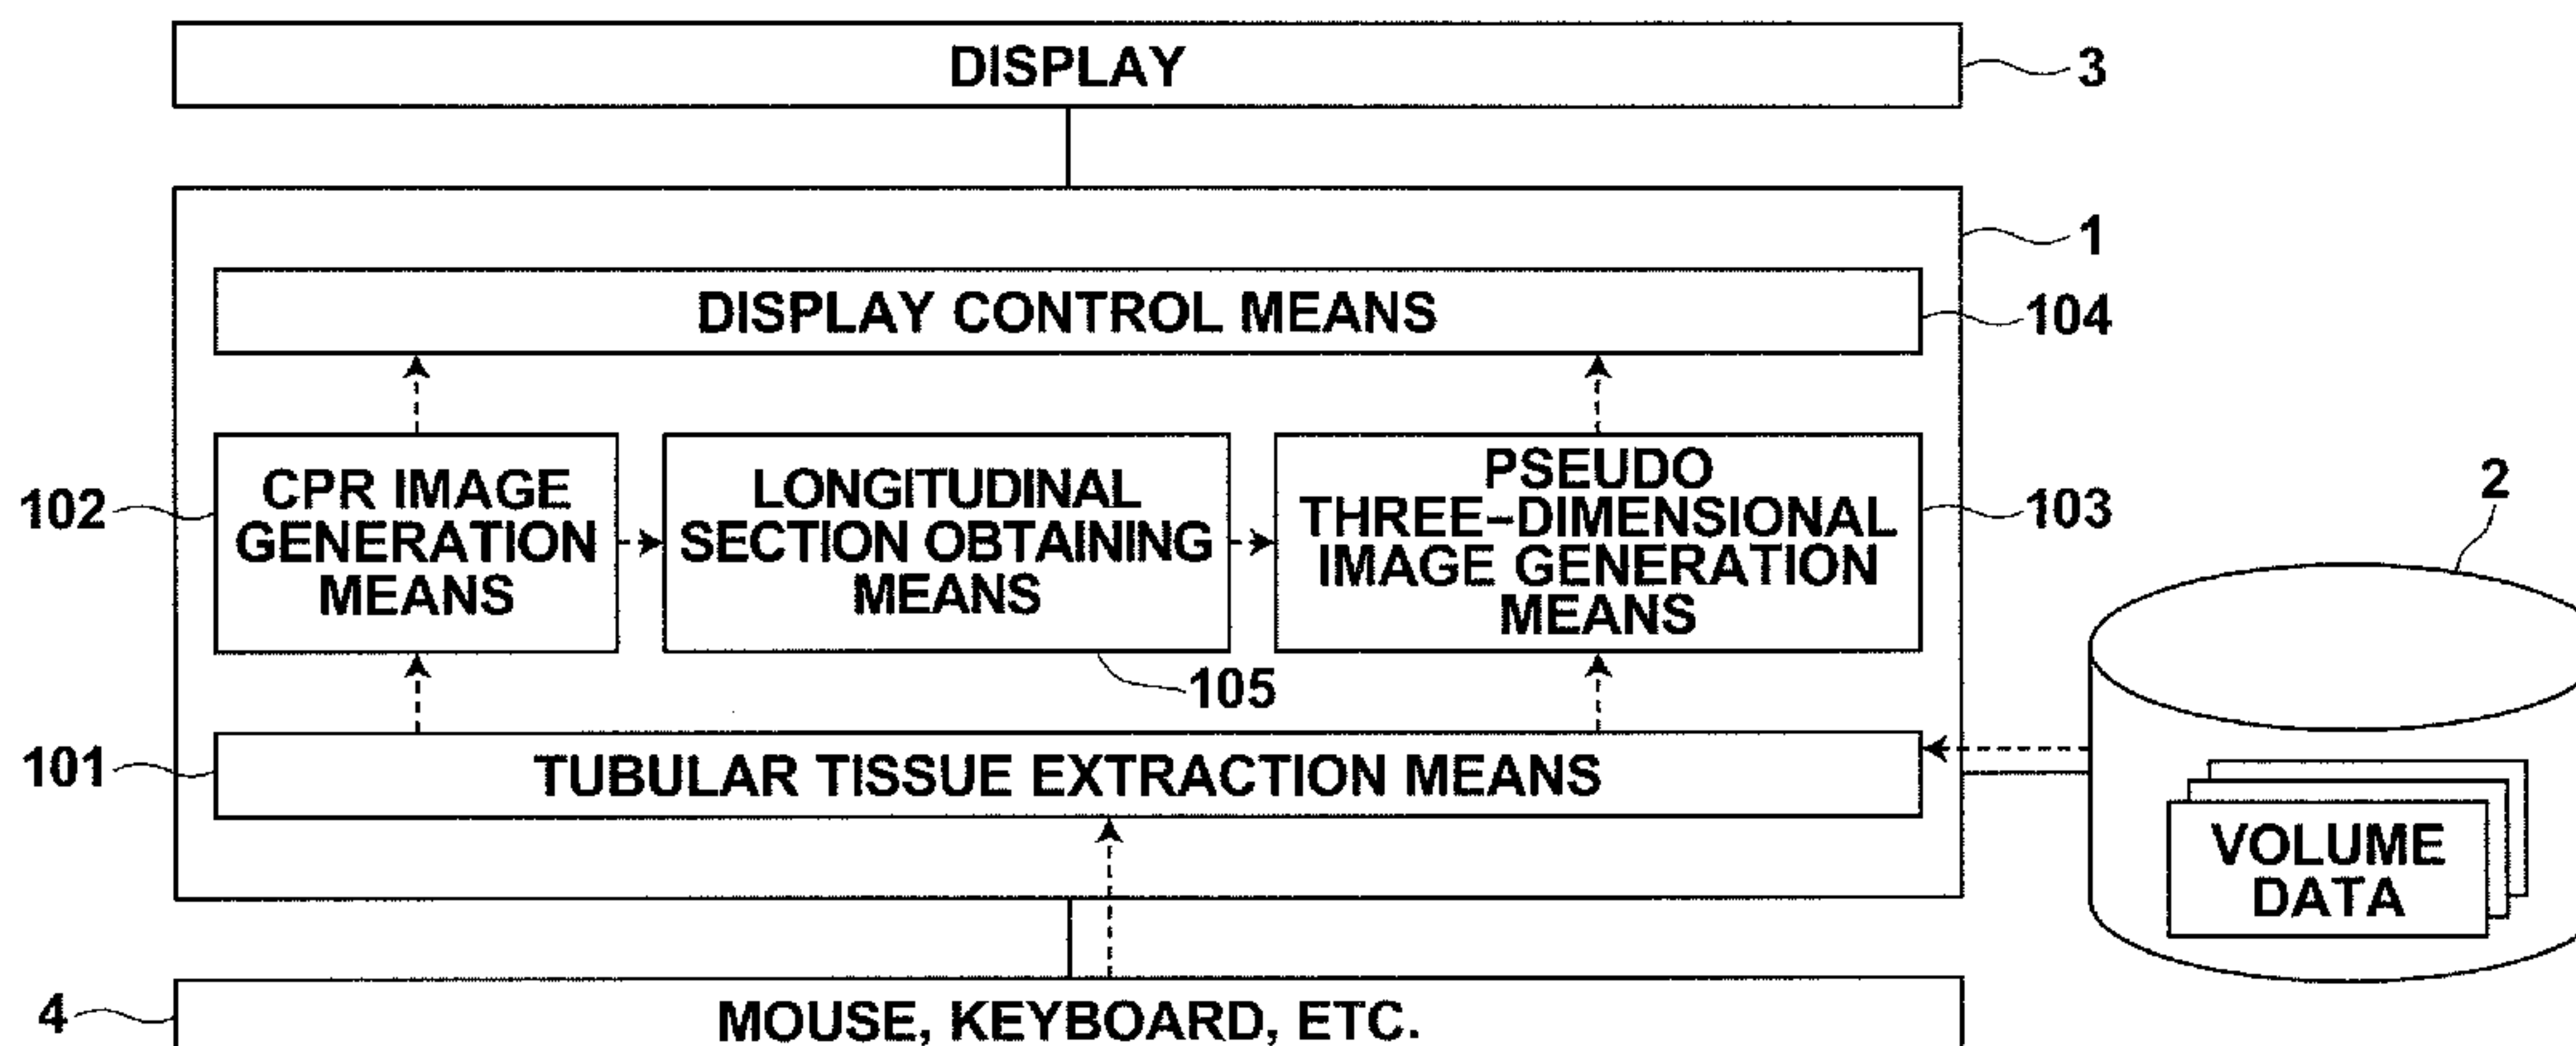 DISPLAY
3
1
DISPLAY CONTROL MEANS
104
102
CPR IMAGE
GENERATION
MEANS
LONGITUDINAL
SECTION OBTAINING
MEANS
105
PSEUDO
THREE-DIMENSIONAL
IMAGE GENERATION
MEANS
103
2
101
TUBULAR TISSUE EXTRACTION MEANS
VOLUME
DATA
4
MOUSE, KEYBOARD, ETC.